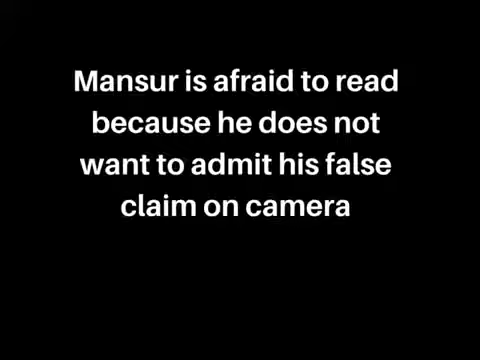 Mansur is afraid to read
because he does not
want to admit his false
claim on camera